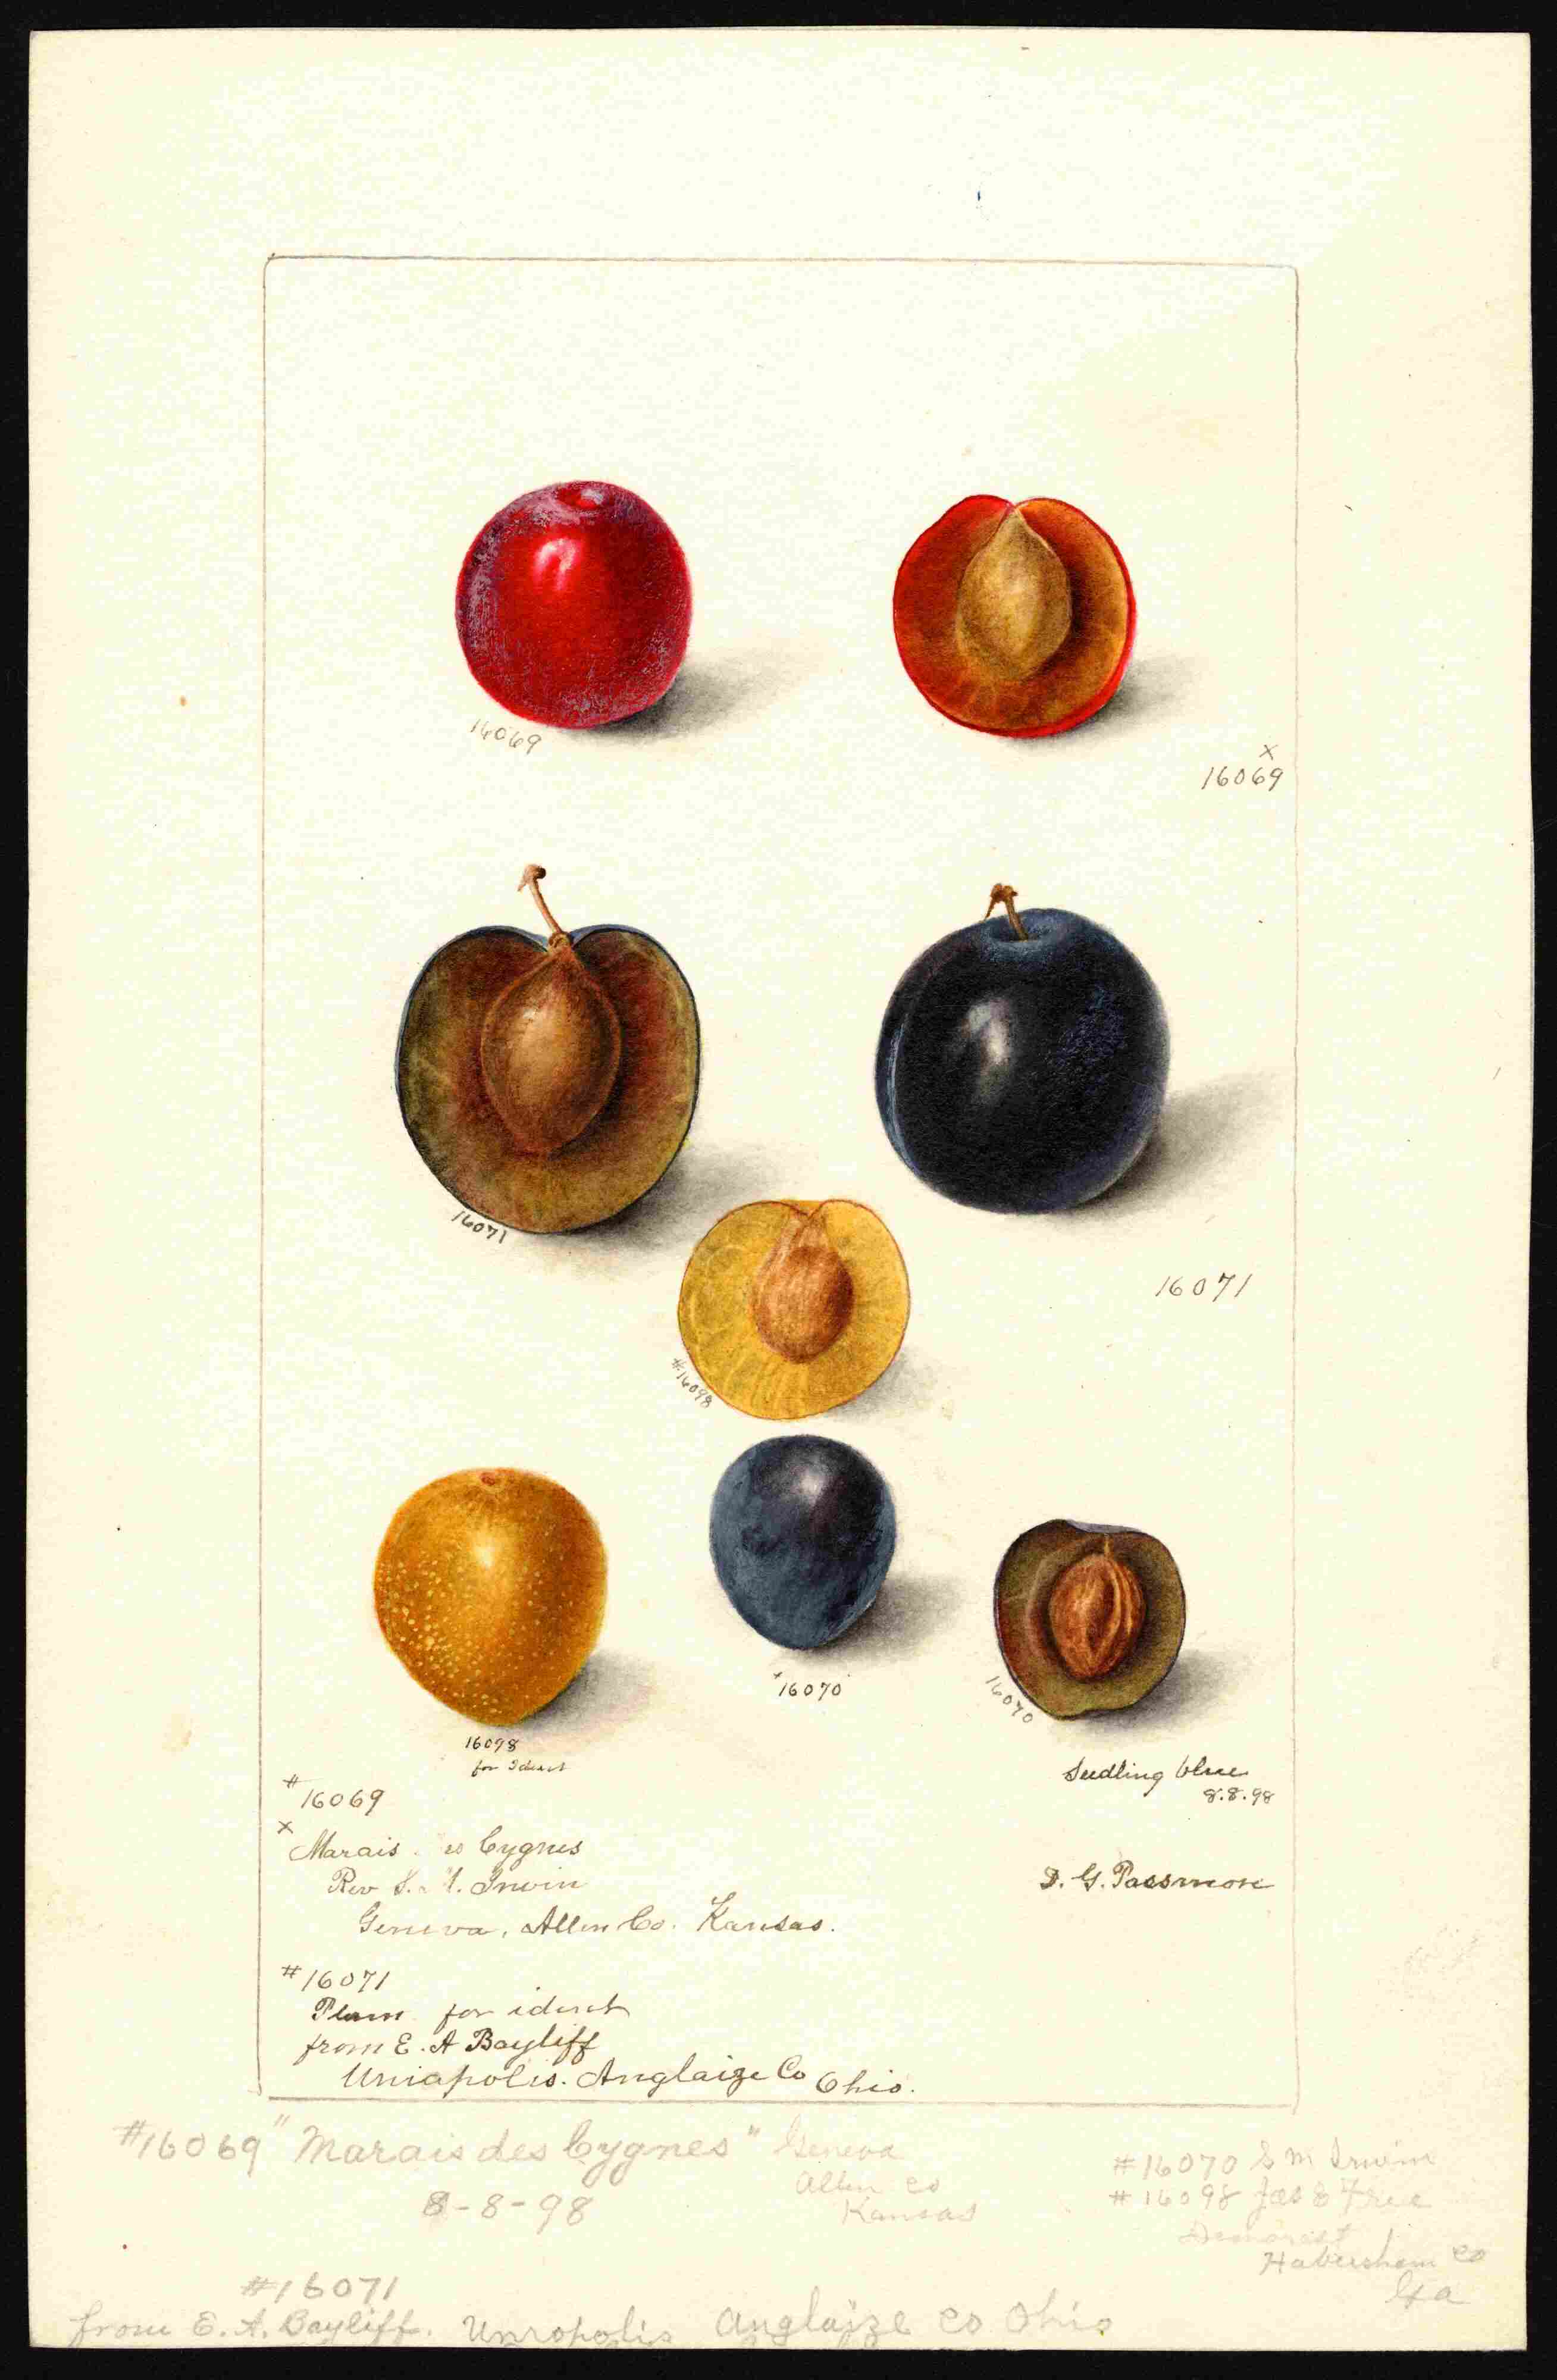 16069
x
16069
16071
16071
#16098
16070
16070
16098
for Ident
Seedling blue
8.8.98
#16069
x
Marais es Cygnes
Rev S. Irwin
Geneva, Allen Co. Kansas.
D. G. Passmore
#16071
Plum for ident
from E. A Bayliff
Uniapolis. Anglaize Co Ohio.
#16069 "Marais des Cygnes" Geneva
Allen Co
Kansas
8-8-98
#16070 S M Irwin
#16098 Jas Free
Demorest
Habersham Co
Ga
#16071
from E. A. Bayliff. Unropolis Anglaize Co Ohio